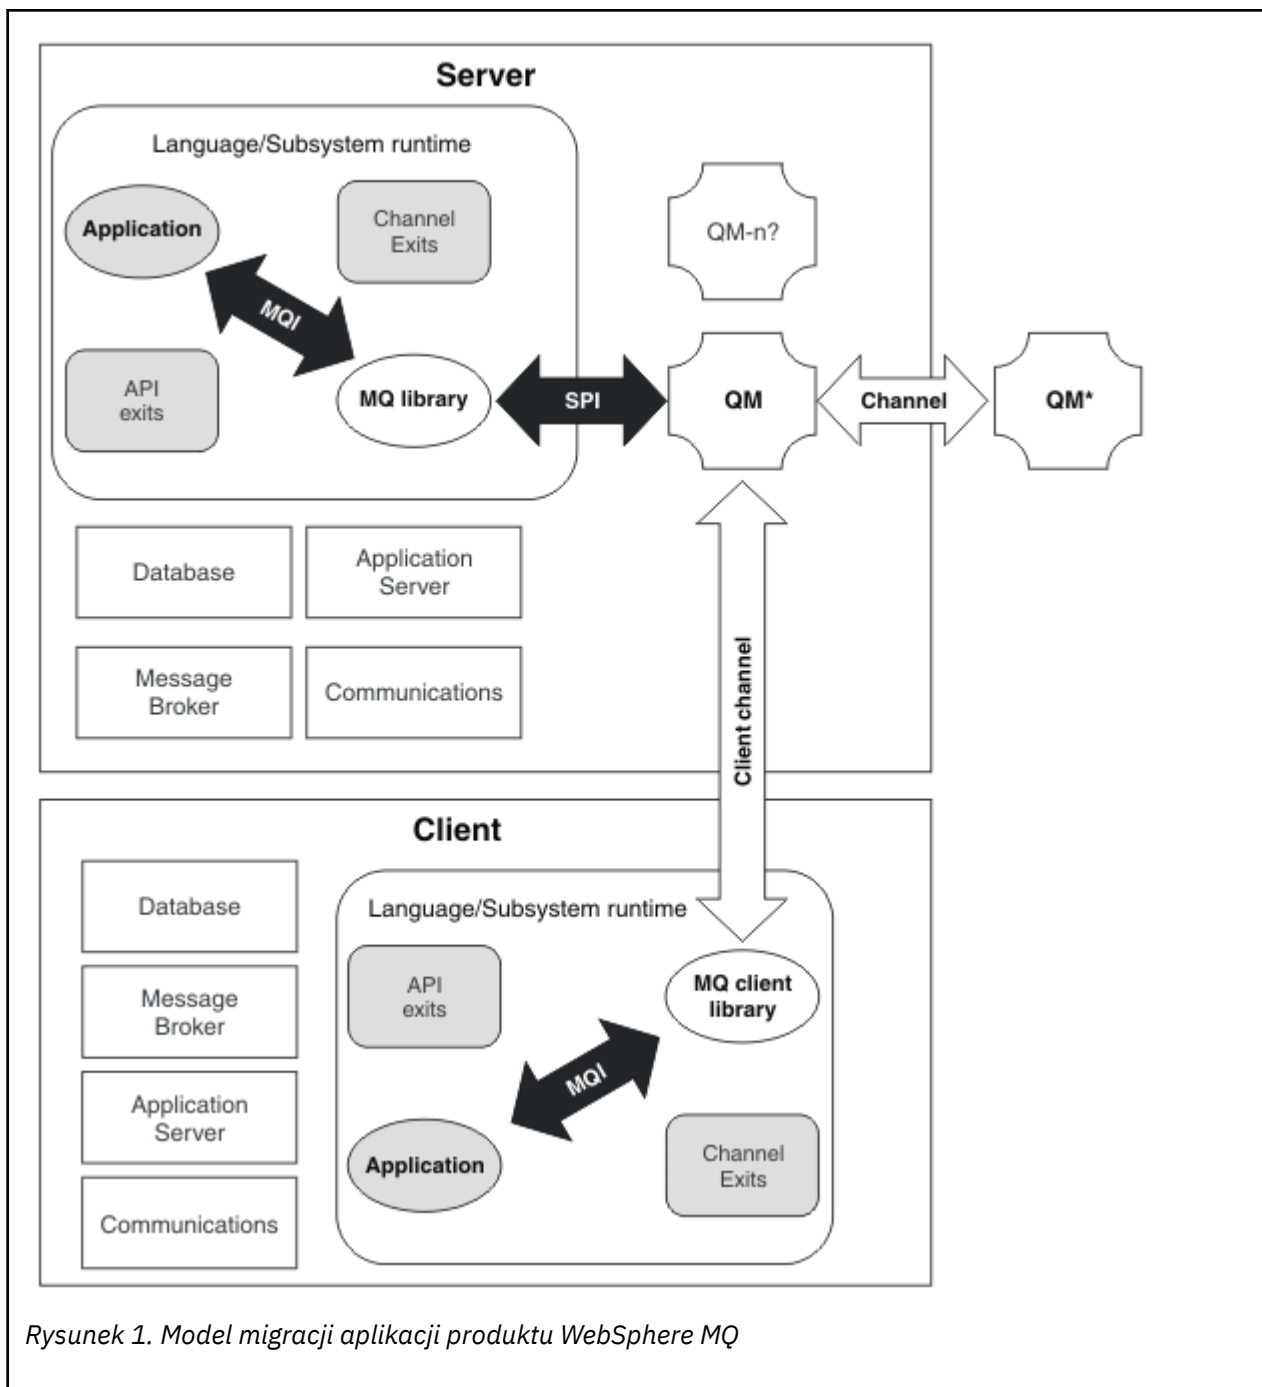 Server
Language/Subsystem runtime
Application
Channel
Exits
MQI
API
exits
MQ library
SPI
QM-n?
QM
Channel
QM*
Database
Application
Server
Message
Broker
Communications
Client channel
Client
Database
Message
Broker
Application
Server
Communications
Language/Subsystem runtime
API
exits
MQ client
library
MQI
Application
Channel
Exits
Rysunek 1. Model migracji aplikacji produktu WebSphere MQ